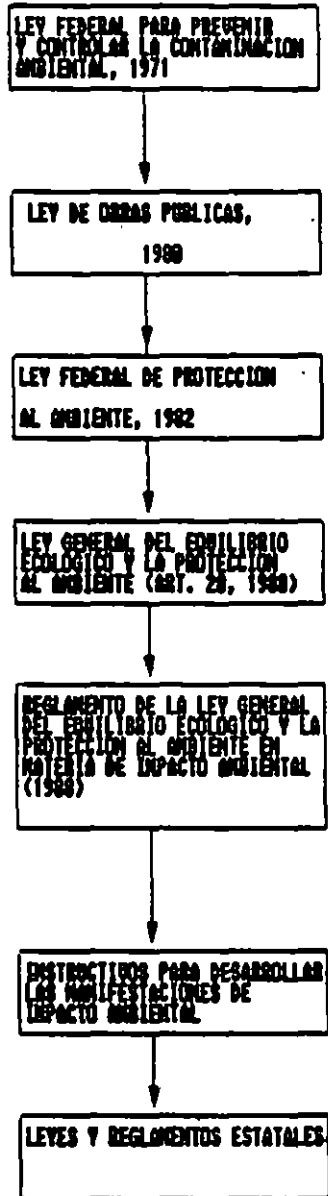 LEY FEDERAL PARA PREVENIR
Y CONTROLAR LA CONTAMINACION
AMBIENTAL, 1971
LEY DE OBRAS PUBLICAS,
1980
LEY FEDERAL DE PROTECCION
AL AMBIENTE, 1982
LEY GENERAL DEL EQUILIBRIO
ECOLOGICO Y LA PROTECCION
AL AMBIENTE (ART. 28, 1988)
REGLAMENTO DE LA LEY GENERAL
DEL EQUILIBRIO ECOLOGICO Y LA
PROTECCION AL AMBIENTE EN
MATERIA DE IMPACTO AMBIENTAL
(1988)
INSTRUCTIVOS PARA DESARROLLAR
LAS MANIFESTACIONES DE
IMPACTO AMBIENTAL
LEYES Y REGLAMENTOS ESTATALES